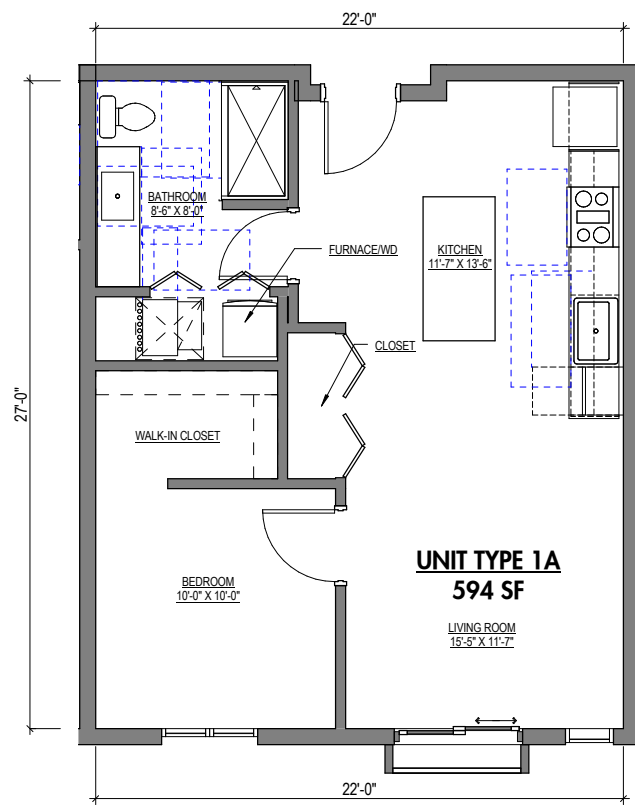 22'-0"
BATHROOM
8'-6" X 8'-0"
KITCHEN
11'-7" X 13'-6"
FURNACE/WD
CLOSET
27'-0"
WALK-IN CLOSET
UNIT TYPE 1A
594 SF
BEDROOM
10'-0" X 10'-0"
LIVING ROOM
15'-5" X 11'-7"
22'-0"